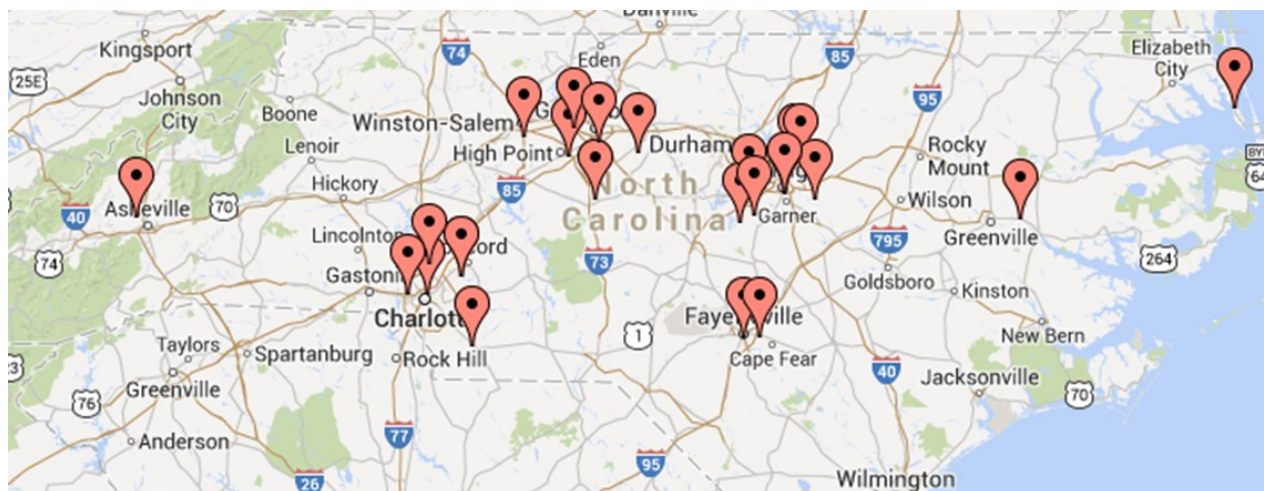 Danville
Kingsport
74
Eden
85
Elizabeth
City
25E
Johnson
City
Boone
95
Winston-Salem
Lenoir
High Point
Durham
Rocky
Mount
64
Hickory
85
North
Carolina
40
Asheville
70
Wilson
Garner
Greenville
Lincolnton
795
74
73
264
Gastonia
Goldsboro
Kinston
Charlotte
Fayetteville
1
New Bern
Taylors
Spartanburg
Rock Hill
Cape Fear
Greenville
40
Jacksonville
70
76
Anderson
77
95
26
Wilmington